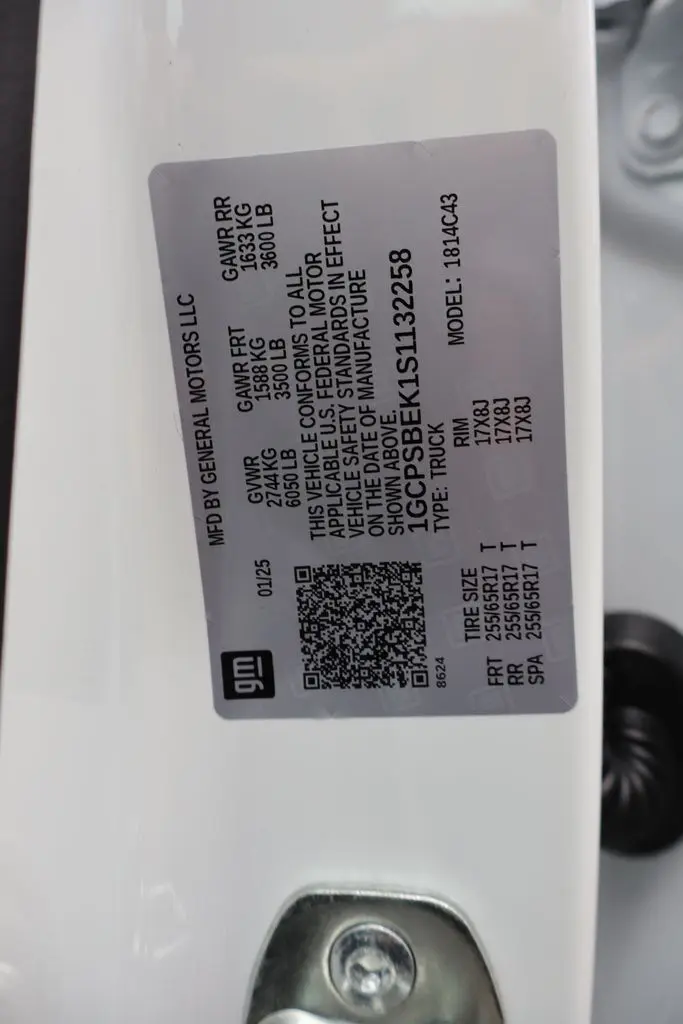 MFD BY GENERAL MOTORS LLC
gm
01/25
GVWR GAWR FRT GAWR RR
2744 KG 1588 KG 1633 KG
6050 LB 3500 LB 3600 LB
THIS VEHICLE CONFORMS TO ALL
APPLICABLE U.S. FEDERAL MOTOR
VEHICLE SAFETY STANDARDS IN EFFECT
ON THE DATE OF MANUFACTURE
SHOWN ABOVE.
1GCPSBEK1S1132258
8624
TYPE: TRUCK MODEL: 1814C43
TIRE SIZE RIM
FRT 255/65R17 T 17X8J
RR 255/65R17 T 17X8J
SPA 255/65R17 T 17X8J